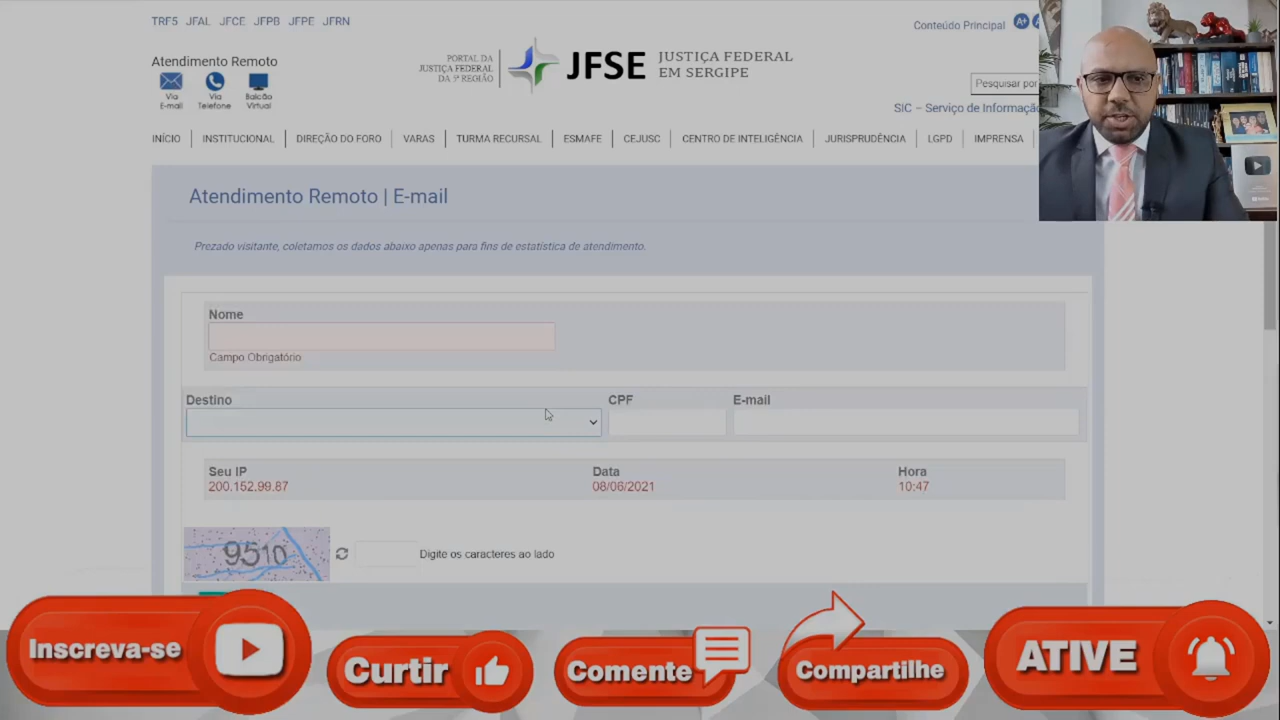 TRF5 JFAL JFCE JFPB JFPE JFRN
Conteúdo Principal A+
Atendimento Remoto
Via E-mail
Via Telefone
Balcão Virtual
PORTAL DA
JUSTIÇA FEDERAL
DA 5ª REGIÃO
JFSE
JUSTIÇA FEDERAL
EM SERGIPE
Pesquisar por
SIC – Serviço de Informação
INÍCIO INSTITUCIONAL DIREÇÃO DO FORO VARAS TURMA RECURSAL ESMAFE CEJUSC CENTRO DE INTELIGÊNCIA JURISPRUDÊNCIA LGPD IMPRENSA
Atendimento Remoto | E-mail
Prezado visitante, coletamos os dados abaixo apenas para fins de estatística de atendimento.
Nome
Campo Obrigatório
Destino CPF E-mail
Seu IP Data Hora
200.152.99.87 08/06/2021 10:47
9510
Digite os caracteres ao lado
Inscreva-se
Curtir
Comente
Compartilhe
ATIVE